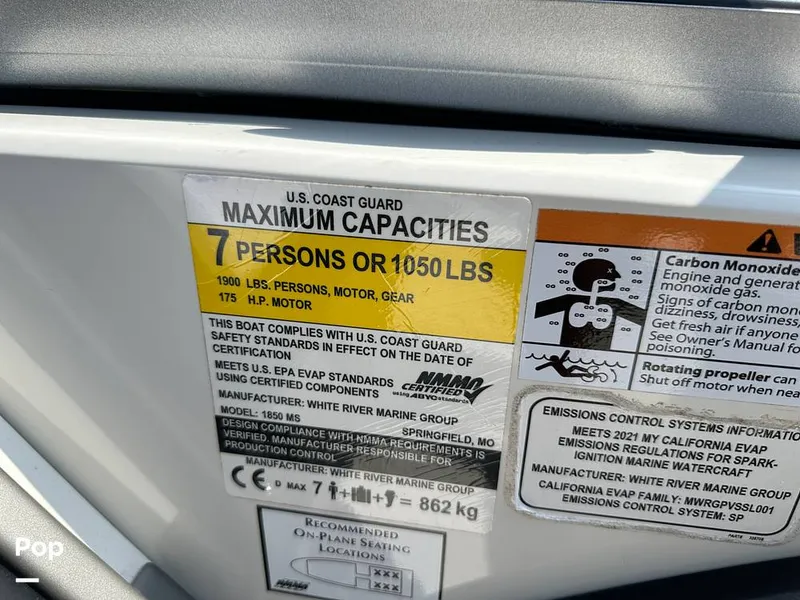 U.S. COAST GUARD
MAXIMUM CAPACITIES
7 PERSONS OR 1050 LBS
1900 LBS. PERSONS, MOTOR, GEAR
175 H.P. MOTOR
THIS BOAT COMPLIES WITH U.S. COAST GUARD
SAFETY STANDARDS IN EFFECT ON THE DATE OF
CERTIFICATION
MEETS U.S. EPA EVAP STANDARDS
USING CERTIFIED COMPONENTS
NMMA
CERTIFIED
using ABYC standards
MANUFACTURER: WHITE RIVER MARINE GROUP
MODEL: 1850 MS
SPRINGFIELD, MO
DESIGN COMPLIANCE WITH NMMA REQUIREMENTS IS
VERIFIED. MANUFACTURER RESPONSIBLE FOR
PRODUCTION CONTROL
MANUFACTURER: WHITE RIVER MARINE GROUP
CE D MAX 7 + + = 862 kg
RECOMMENDED
ON-PLANE SEATING
LOCATIONS
XXX
XXX
NMMA
Carbon Monoxide
Engine and generat
monoxide gas.
Signs of carbon mon
dizziness, drowsiness,
Get fresh air if anyone
See Owner's Manual fo
poisoning.
Rotating propeller can
Shut off motor when nea
EMISSIONS CONTROL SYSTEMS INFORMATIO
MEETS 2021 MY CALIFORNIA EVAP
EMISSIONS REGULATIONS FOR SPARK-
IGNITION MARINE WATERCRAFT
MANUFACTURER: WHITE RIVER MARINE GROUP
CALIFORNIA EVAP FAMILY: MWRGPVSSL001
EMISSIONS CONTROL SYSTEM: SP
Pop